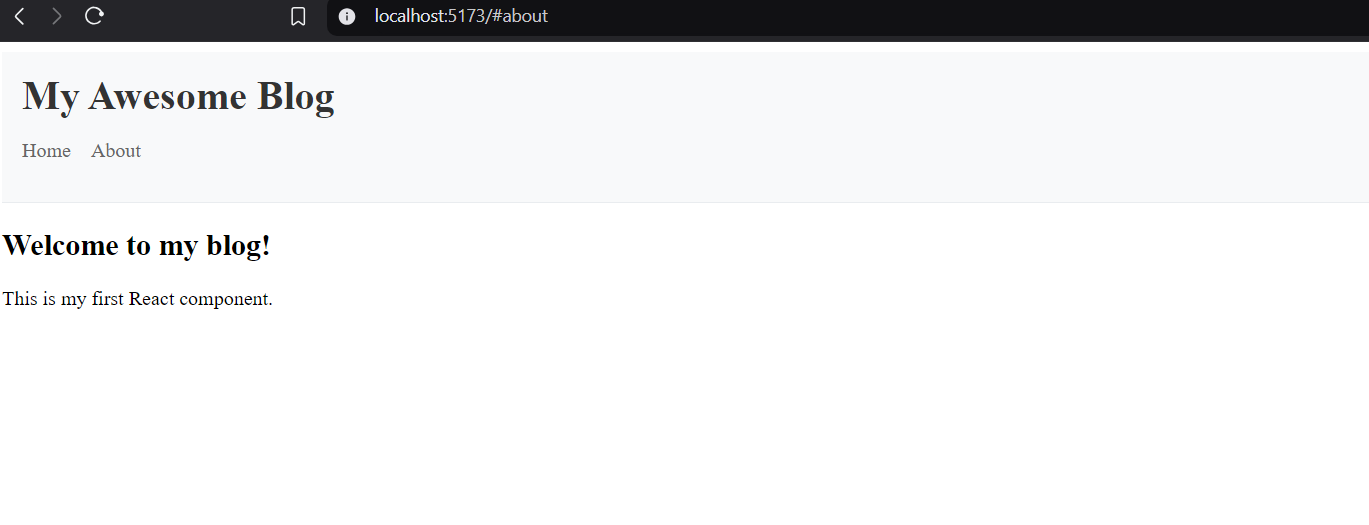 localhost:5173/#about
My Awesome Blog
Home About
Welcome to my blog!
This is my first React component.